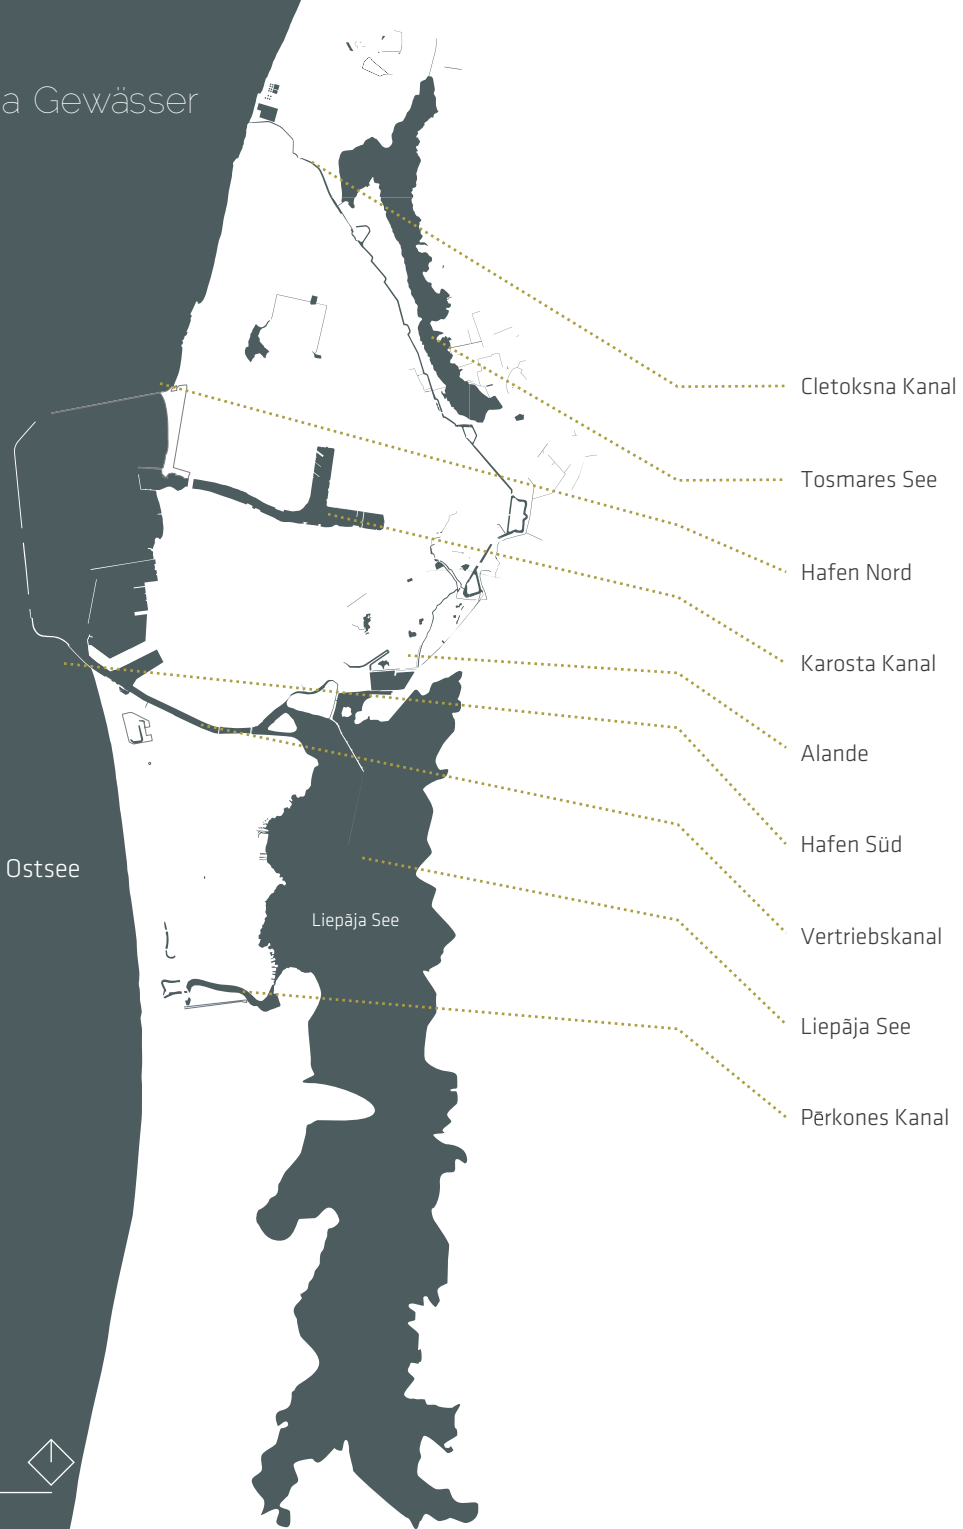 a Gewässer
Cletoksna Kanal
Tosmares See
Hafen Nord
Karosta Kanal
Alande
Hafen Süd
Ostsee
Liepāja See
Vertriebskanal
Liepāja See
Pērkones Kanal